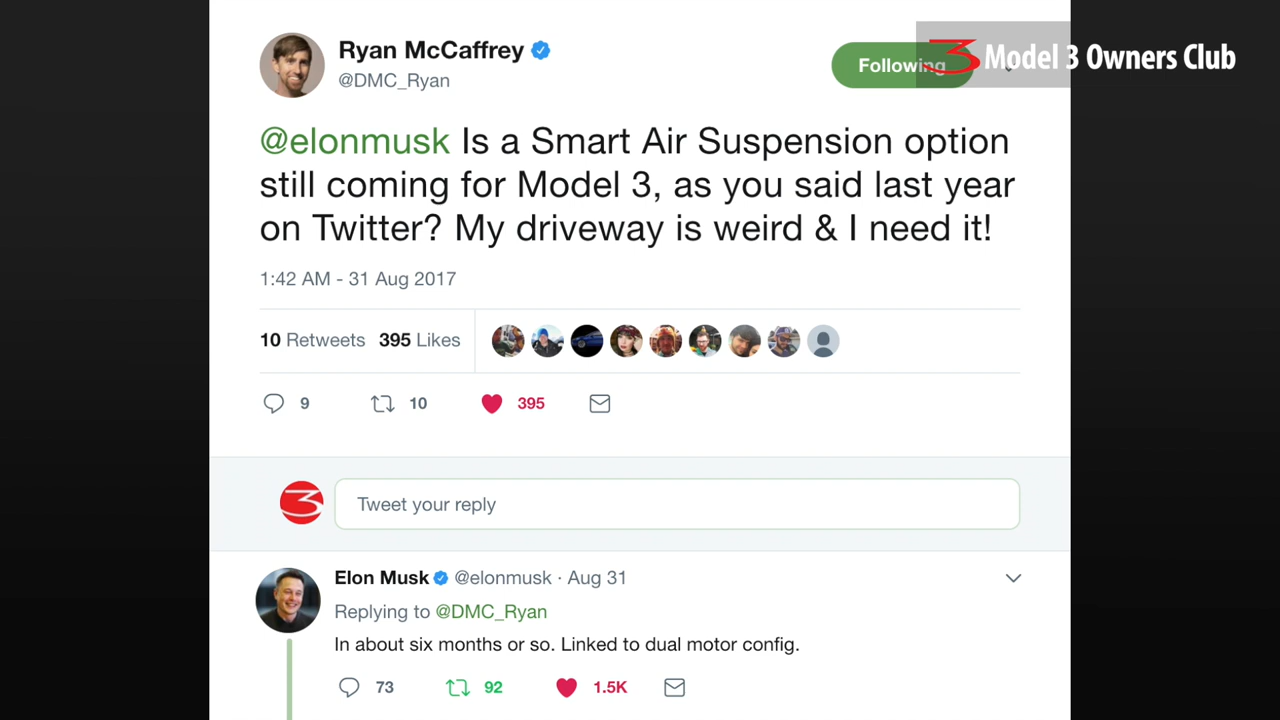 Ryan McCaffrey
@DMC_Ryan
Following
3 Model 3 Owners Club
@elonmusk Is a Smart Air Suspension option
still coming for Model 3, as you said last year
on Twitter? My driveway is weird & I need it!
1:42 AM - 31 Aug 2017
10 Retweets 395 Likes
9 10 395
3 Tweet your reply
Elon Musk @elonmusk · Aug 31
Replying to @DMC_Ryan
In about six months or so. Linked to dual motor config.
73 92 1.5K